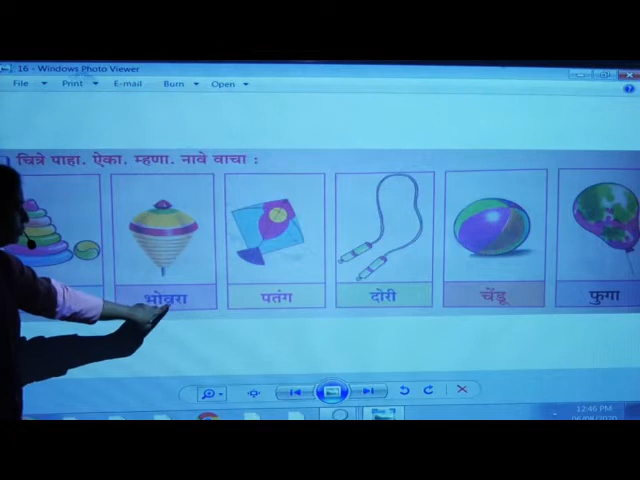 16 - Windows Photo Viewer
File Print E-mail Burn Open
चित्रे पाहा. ऐका. म्हणा. नावे वाचा :
भोवरा पतंग दोरी चेंडू फुगा
12:46 PM